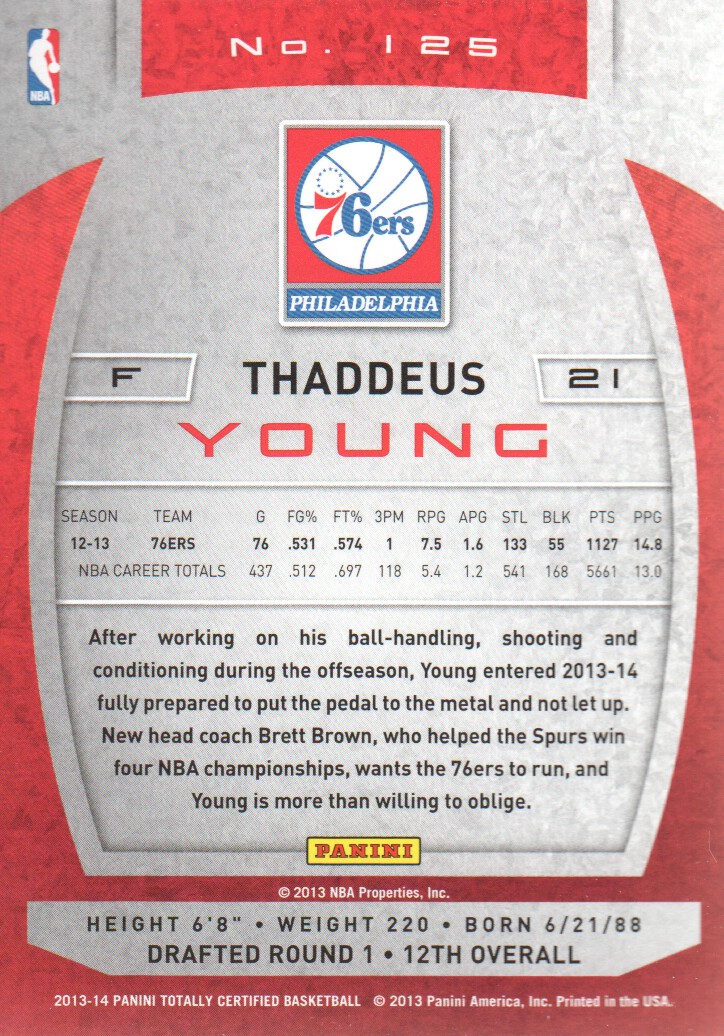 No. 125
NBA
76ers
PHILADELPHIA
F THADDEUS 21
YOUNG
SEASON TEAM G FG% FT% 3PM RPG APG STL BLK PTS PPG
12-13 76ERS 76 .531 .574 1 7.5 1.6 133 55 1127 14.8
NBA CAREER TOTALS 437 .512 .697 118 5.4 1.2 541 168 5661 13.0
After working on his ball-handling, shooting and
conditioning during the offseason, Young entered 2013-14
fully prepared to put the pedal to the metal and not let up.
New head coach Brett Brown, who helped the Spurs win
four NBA championships, wants the 76ers to run, and
Young is more than willing to oblige.
PANINI
© 2013 NBA Properties, Inc.
HEIGHT 6'8" • WEIGHT 220 • BORN 6/21/88
DRAFTED ROUND 1 • 12TH OVERALL
2013-14 PANINI TOTALLY CERTIFIED BASKETBALL © 2013 Panini America, Inc. Printed in the USA.